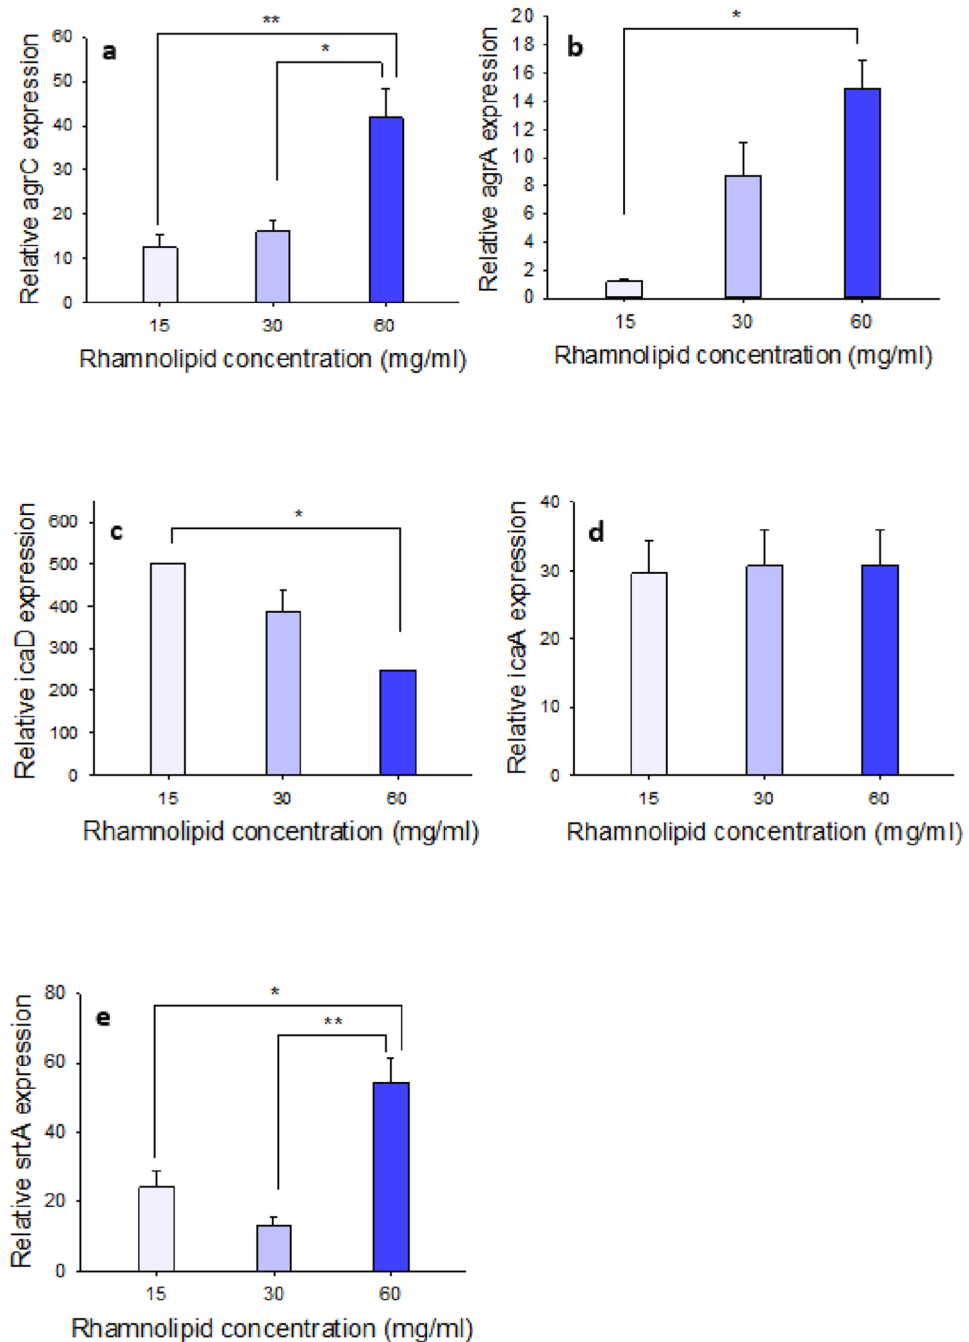 **
*
a
60
50
40
30
20
10
0
Relative agrC expression
15 30 60
Rhamnolipid concentration (mg/ml)
*
b
20
18
16
14
12
10
8
6
4
2
0
Relative agrA expression
15 30 60
Rhamnolipid concentration (mg/ml)
*
c
600
500
400
300
200
100
0
Relative icaD expression
15 30 60
Rhamnolipid concentration (mg/ml)
d
40
30
20
10
0
Relative icaA expression
15 30 60
Rhamnolipid concentration (mg/ml)
*
**
e
80
60
40
20
0
Relative srtA expression
15 30 60
Rhamnolipid concentration (mg/ml)